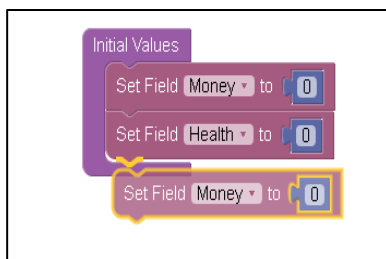 Initial Values
Set Field Money to 0
Set Field Health to 0
Set Field Money to 0